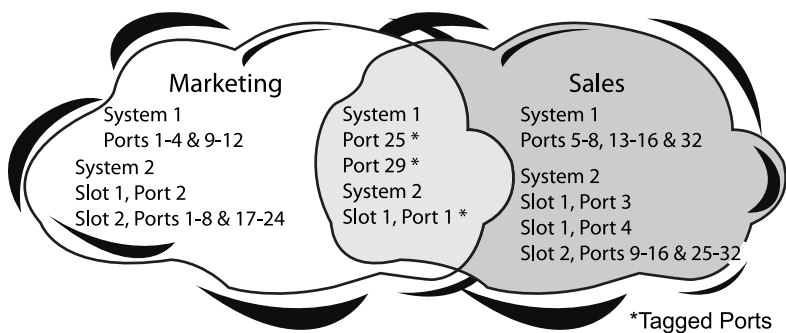 Marketing
System 1
Ports 1-4 & 9-12
System 2
Slot 1, Port 2
Slot 2, Ports 1-8 & 17-24
System 1
Port 25 *
Port 29 *
System 2
Slot 1, Port 1 *
Sales
System 1
Ports 5-8, 13-16 & 32
System 2
Slot 1, Port 3
Slot 1, Port 4
Slot 2, Ports 9-16 & 25-32
*Tagged Ports